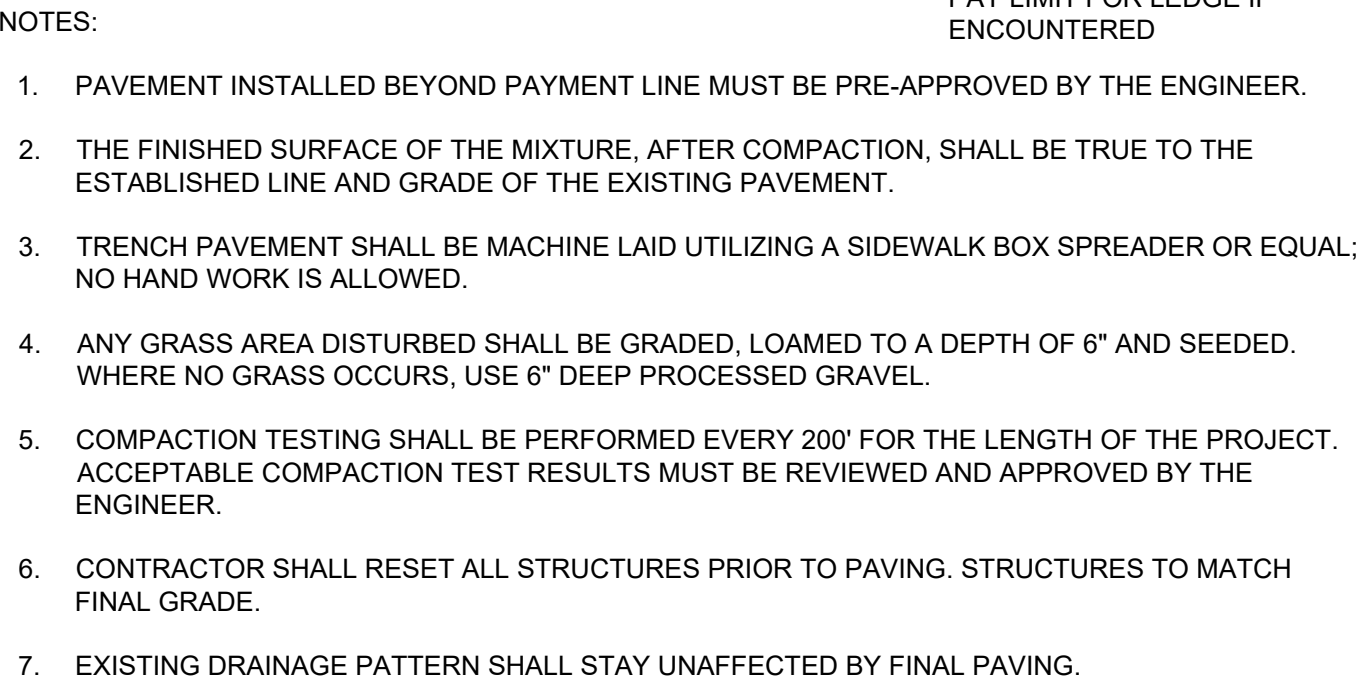 PAY LIMIT FOR LEDGE IF
ENCOUNTERED
NOTES:
1. PAVEMENT INSTALLED BEYOND PAYMENT LINE MUST BE PRE-APPROVED BY THE ENGINEER.
2. THE FINISHED SURFACE OF THE MIXTURE, AFTER COMPACTION, SHALL BE TRUE TO THE
ESTABLISHED LINE AND GRADE OF THE EXISTING PAVEMENT.
3. TRENCH PAVEMENT SHALL BE MACHINE LAID UTILIZING A SIDEWALK BOX SPREADER OR EQUAL;
NO HAND WORK IS ALLOWED.
4. ANY GRASS AREA DISTURBED SHALL BE GRADED, LOAMED TO A DEPTH OF 6" AND SEEDED.
WHERE NO GRASS OCCURS, USE 6" DEEP PROCESSED GRAVEL.
5. COMPACTION TESTING SHALL BE PERFORMED EVERY 200' FOR THE LENGTH OF THE PROJECT.
ACCEPTABLE COMPACTION TEST RESULTS MUST BE REVIEWED AND APPROVED BY THE
ENGINEER.
6. CONTRACTOR SHALL RESET ALL STRUCTURES PRIOR TO PAVING. STRUCTURES TO MATCH
FINAL GRADE.
7. EXISTING DRAINAGE PATTERN SHALL STAY UNAFFECTED BY FINAL PAVING.